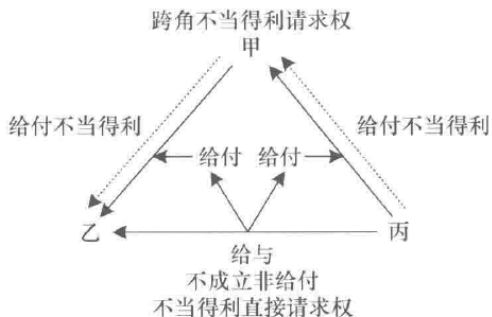 跨角不当得利请求权
甲
给付不当得利
给付不当得利
给付 给付
乙
丙
给与
不成立非给付
不当得利直接请求权